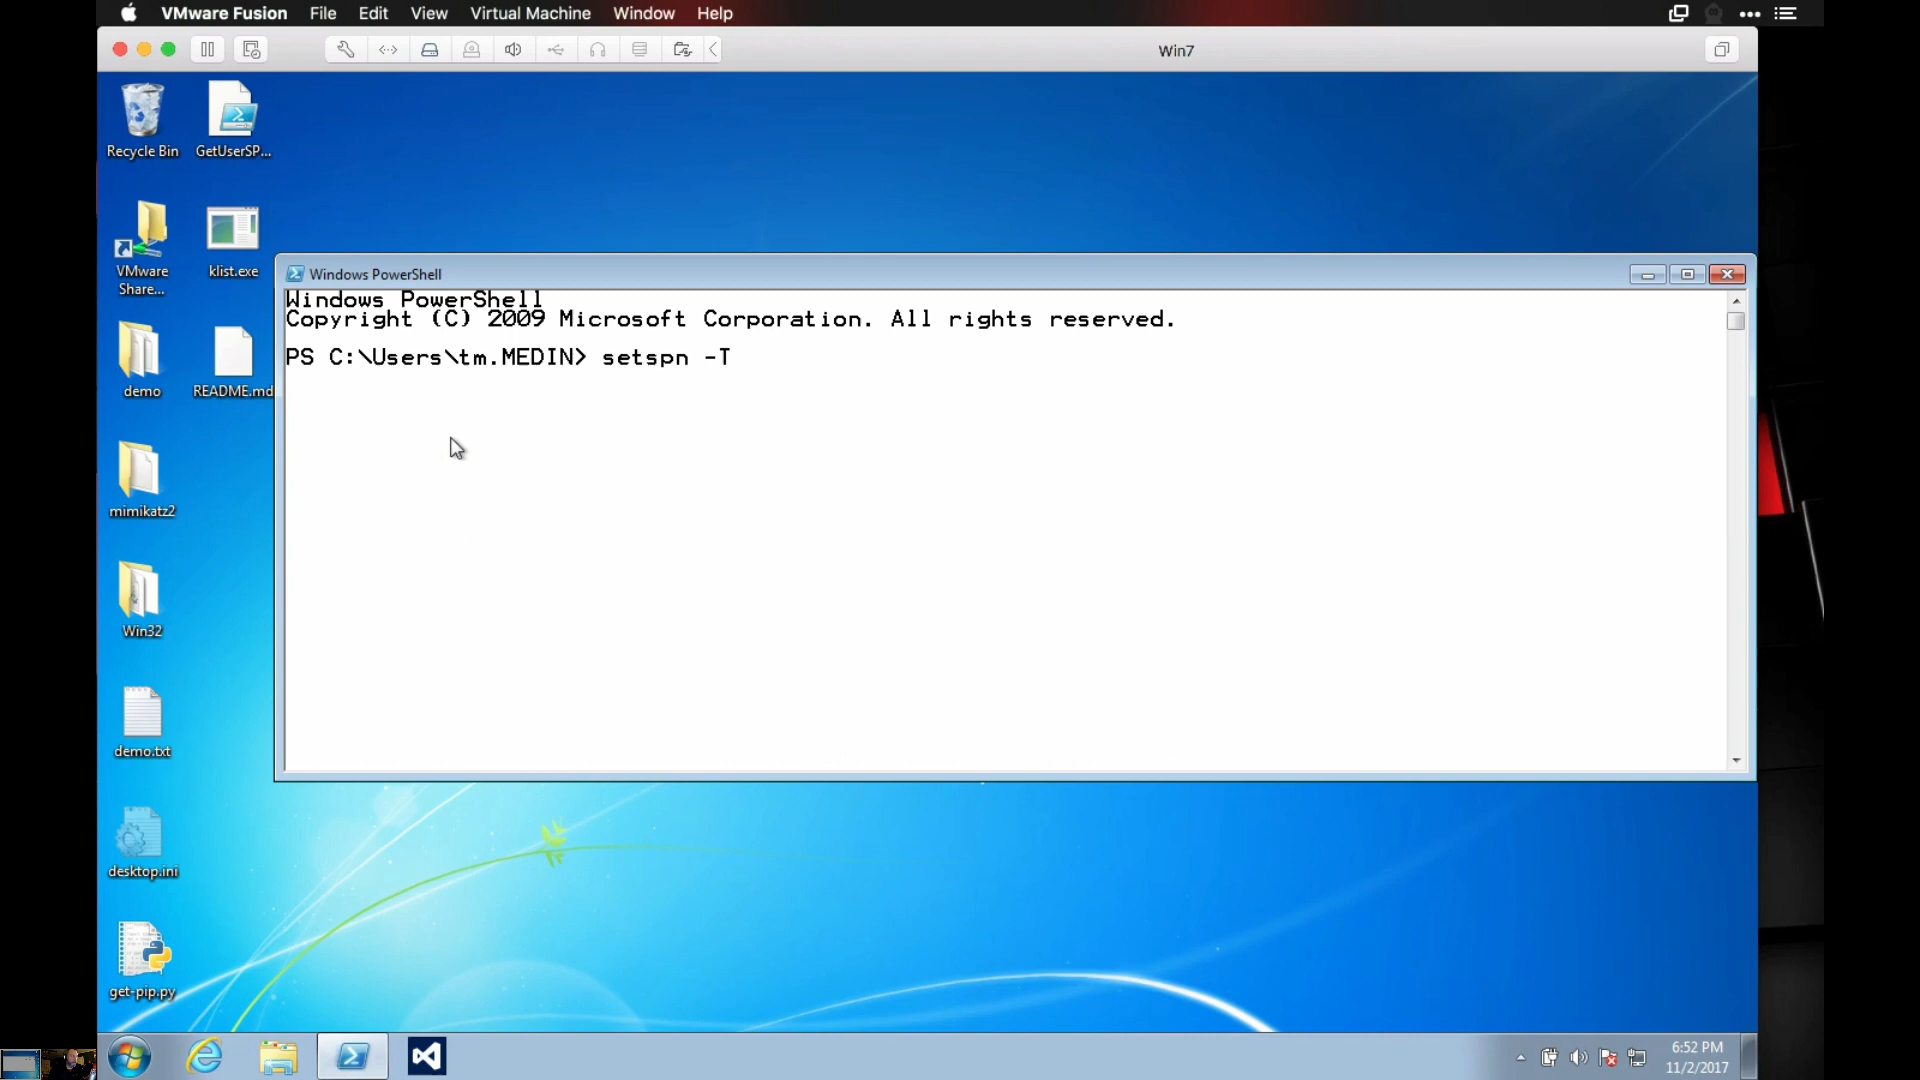 VMware Fusion File Edit View Virtual Machine Window Help
Win7
Recycle Bin
GetUserSP...
VMware
Share...
klist.exe
demo
README.md
mimikatz2
Win32
demo.txt
desktop.ini
get-pip.py
Windows PowerShell
Windows PowerShell
Copyright (C) 2009 Microsoft Corporation. All rights reserved.
PS C:\Users\tm.MEDIN> setspn -T
6:52 PM
11/2/2017